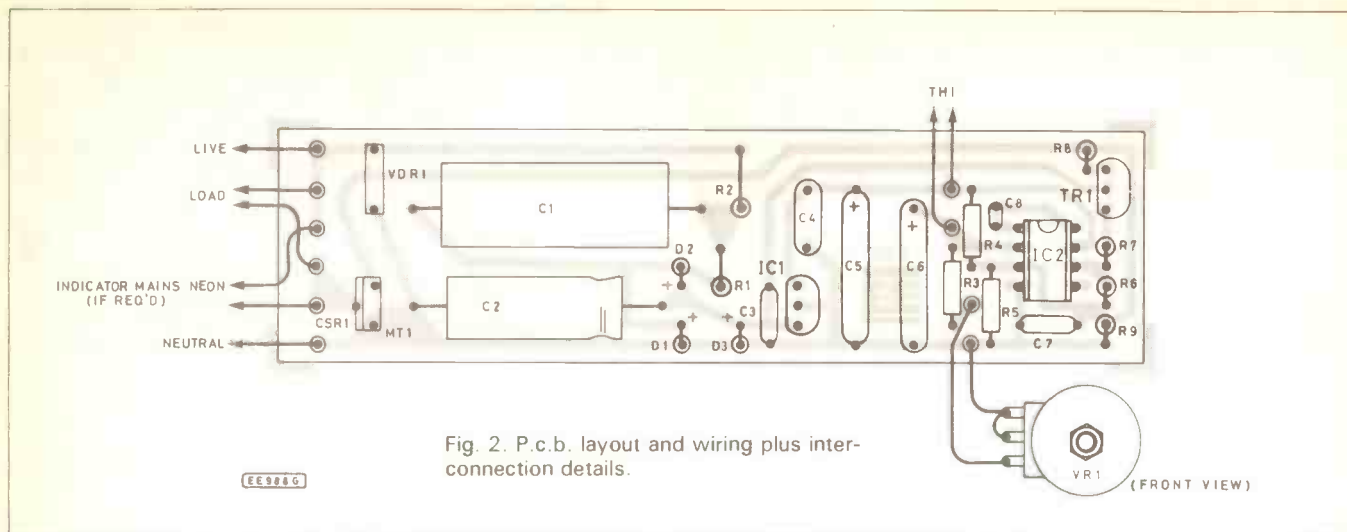 TH1
LIVE
LOAD
INDICATOR MAINS NEON
(IF REQ'D)
NEUTRAL
VDR1
C1
R2
C4
C5
+
C6
+
R8
TR1
C8
R4
IC2
R7
R6
R9
D2
+
R1
IC1
C3
R3
R5
C7
CSR1
MT1
C2
+
D1
+
D3
Fig. 2. P.c.b. layout and wiring plus inter-
connection details.
VR1
(FRONT VIEW)
EE986G